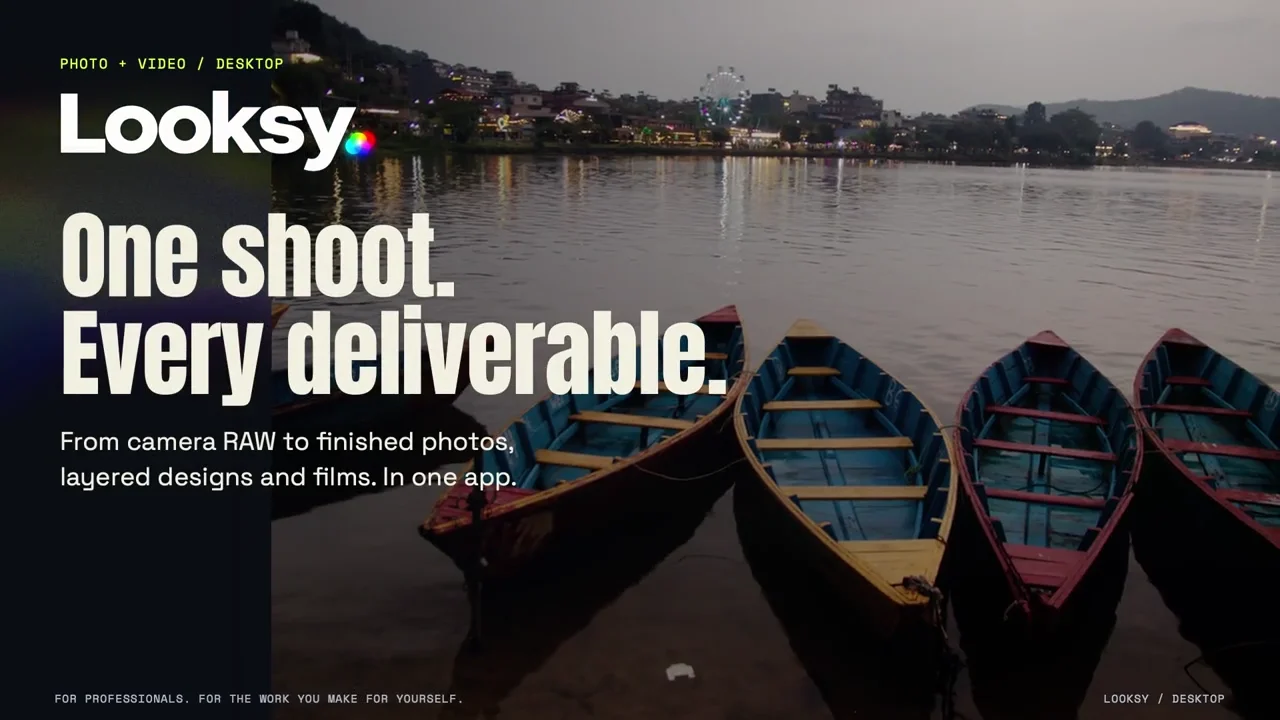 PHOTO + VIDEO / DESKTOP
Looksy
One shoot.
Every deliverable.
From camera RAW to finished photos,
layered designs and films. In one app.
FOR PROFESSIONALS. FOR THE WORK YOU MAKE FOR YOURSELF.
LOOKSY / DESKTOP